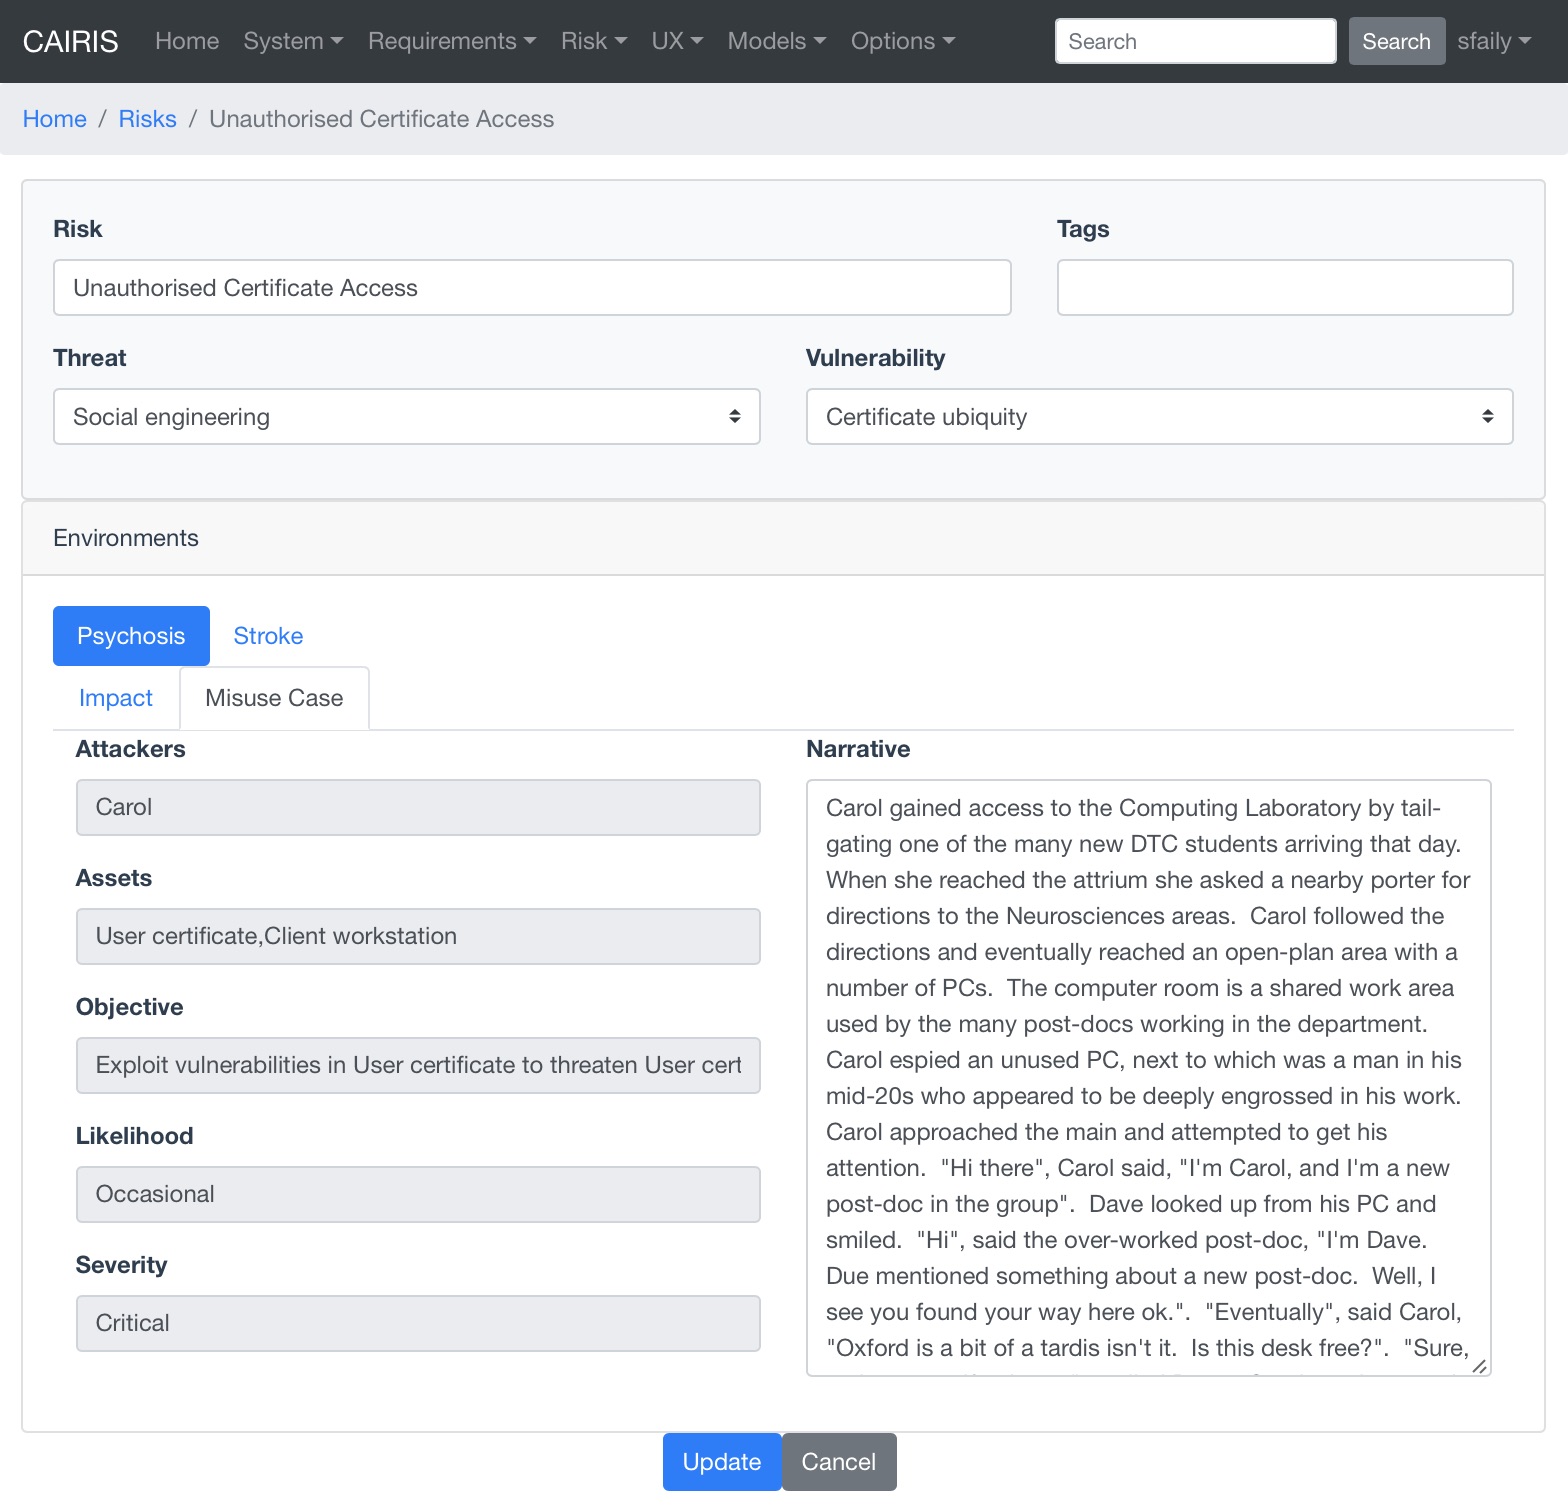 CAIRIS Home System Requirements Risk UX Models Options Search Search sfaily
Home / Risks / Unauthorised Certificate Access
Risk
Unauthorised Certificate Access
Tags
Threat
Social engineering
Vulnerability
Certificate ubiquity
Environments
Psychosis Stroke
Impact Misuse Case
Attackers
Carol
Assets
User certificate,Client workstation
Objective
Exploit vulnerabilities in User certificate to threaten User cert
Likelihood
Occasional
Severity
Critical
Narrative
Carol gained access to the Computing Laboratory by tail-
gating one of the many new DTC students arriving that day.
When she reached the attrium she asked a nearby porter for
directions to the Neurosciences areas.  Carol followed the
directions and eventually reached an open-plan area with a
number of PCs.  The computer room is a shared work area
used by the many post-docs working in the department.
Carol espied an unused PC, next to which was a man in his
mid-20s who appeared to be deeply engrossed in his work.
Carol approached the main and attempted to get his
attention.  "Hi there", Carol said, "I'm Carol, and I'm a new
post-doc in the group".  Dave looked up from his PC and
smiled.  "Hi", said the over-worked post-doc, "I'm Dave.
Due mentioned something about a new post-doc.  Well, I
see you found your way here ok.".  "Eventually", said Carol,
"Oxford is a bit of a tardis isn't it.  Is this desk free?".  "Sure,
Update Cancel